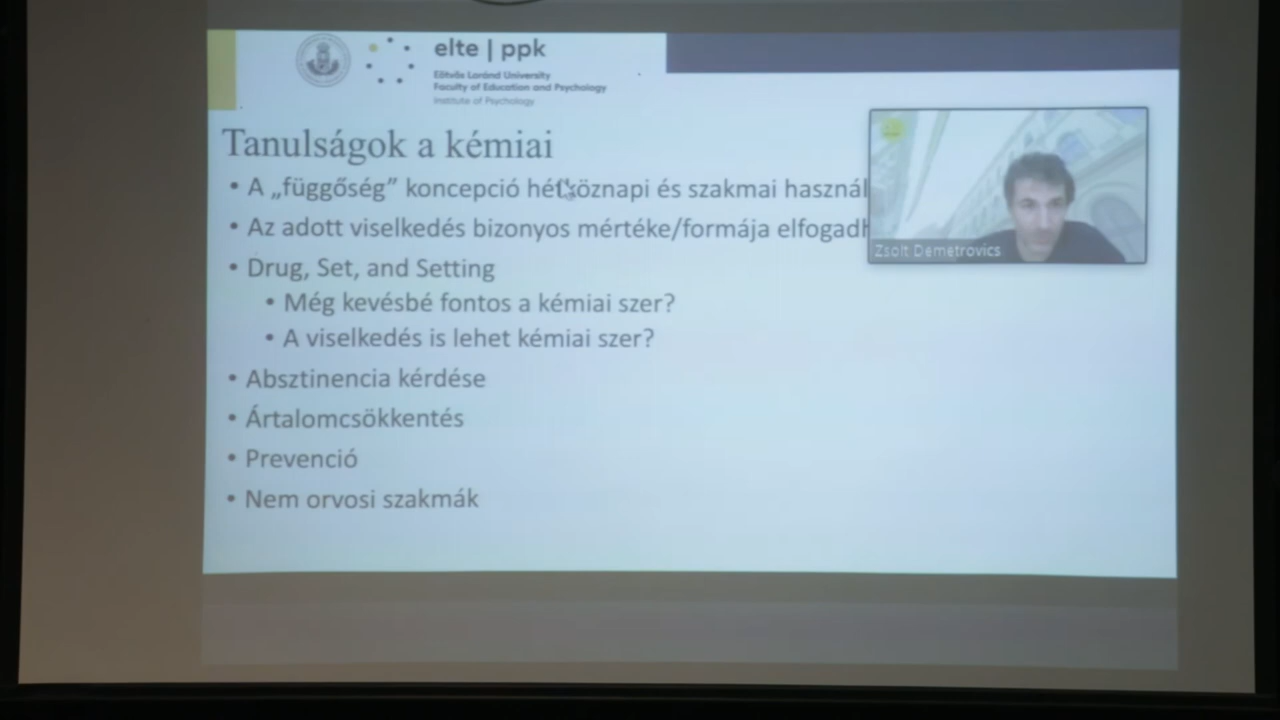 elte | ppk
Eötvös Loránd University
Faculty of Education and Psychology
Institute of Psychology
Tanulságok a kémiai
• A „függőség” koncepció hétköznapi és szakmai használ
• Az adott viselkedés bizonyos mértéke/formája elfogadh
Zsolt Demetrovics
• Drug, Set, and Setting
• Még kevésbé fontos a kémiai szer?
• A viselkedés is lehet kémiai szer?
• Absztinencia kérdése
• Ártalomcsökkentés
• Prevenció
• Nem orvosi szakmák